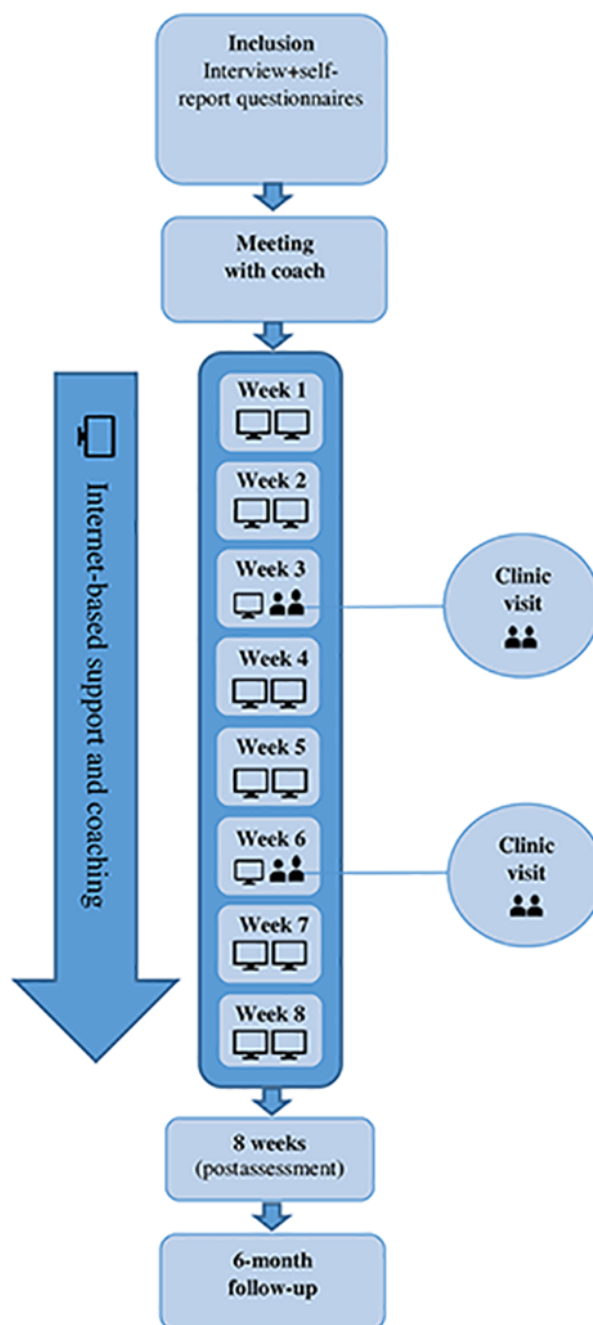 Inclusion
Interview+self-
report questionnaires
Meeting
with coach
Internet-based support and coaching
Week 1
Week 2
Week 3
Clinic
visit
Week 4
Week 5
Week 6
Clinic
visit
Week 7
Week 8
8 weeks
(postassessment)
6-month
follow-up